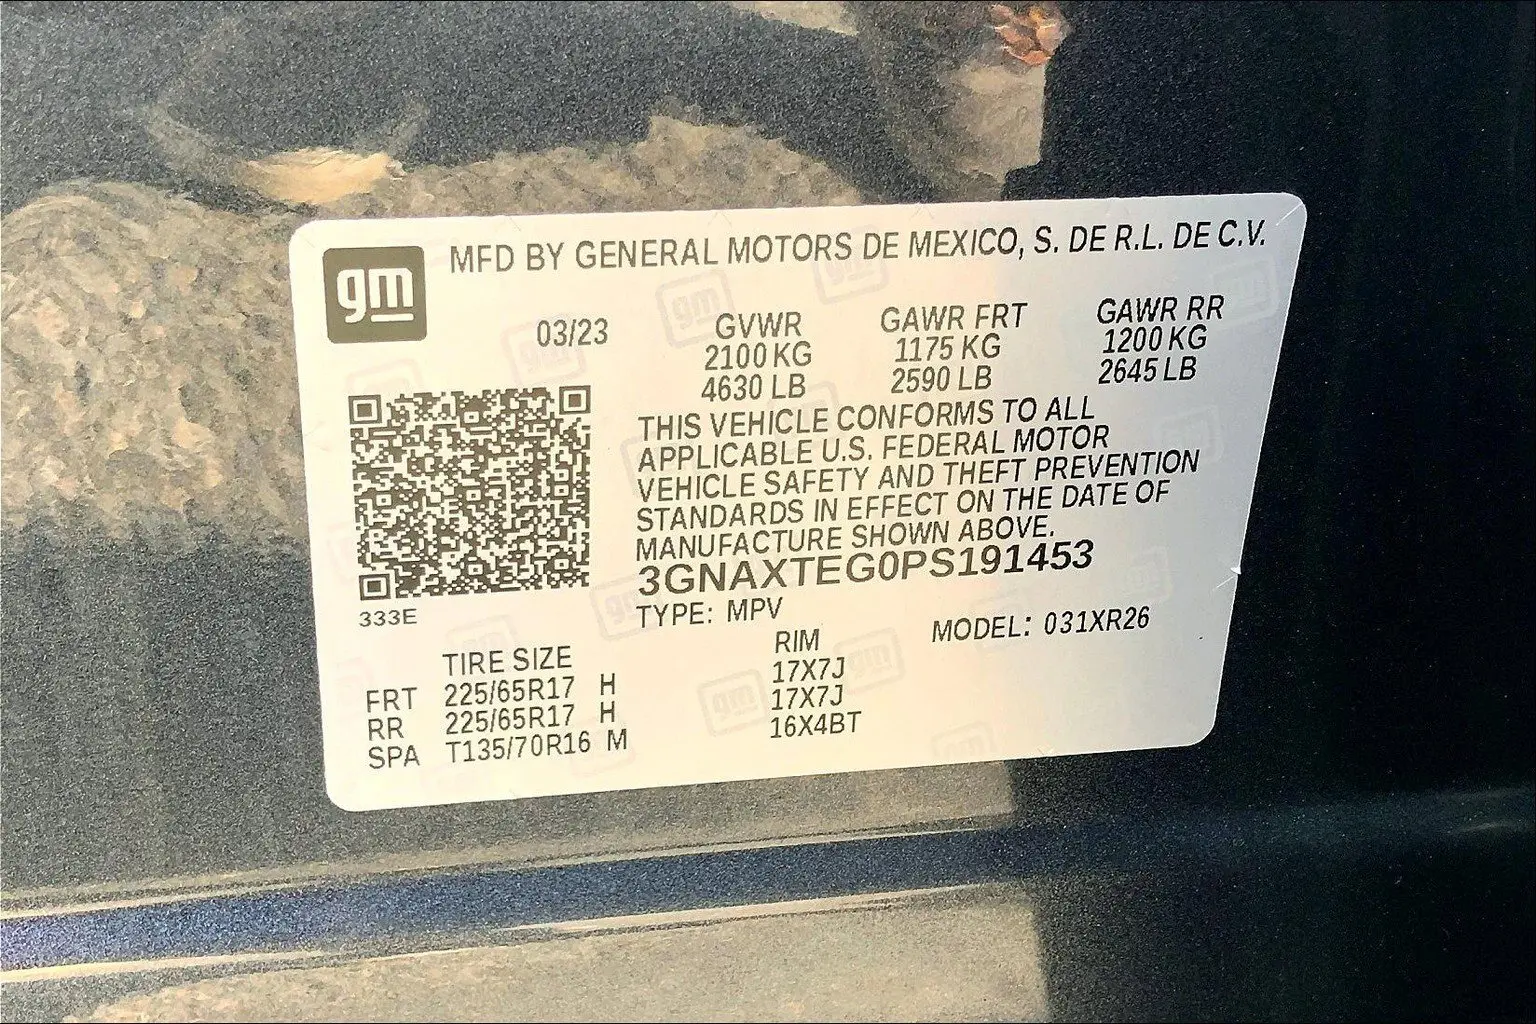 gm MFD BY GENERAL MOTORS DE MEXICO, S. DE R.L. DE C.V.
03/23 GVWR GAWR FRT GAWR RR
2100 KG 1175 KG 1200 KG
4630 LB 2590 LB 2645 LB
THIS VEHICLE CONFORMS TO ALL
APPLICABLE U.S. FEDERAL MOTOR
VEHICLE SAFETY AND THEFT PREVENTION
STANDARDS IN EFFECT ON THE DATE OF
MANUFACTURE SHOWN ABOVE.
3GNAXTEG0PS191453
333E
TYPE: MPV MODEL: 031XR26
TIRE SIZE RIM
FRT 225/65R17 H 17X7J
RR 225/65R17 H 17X7J
SPA T135/70R16 M 16X4BT